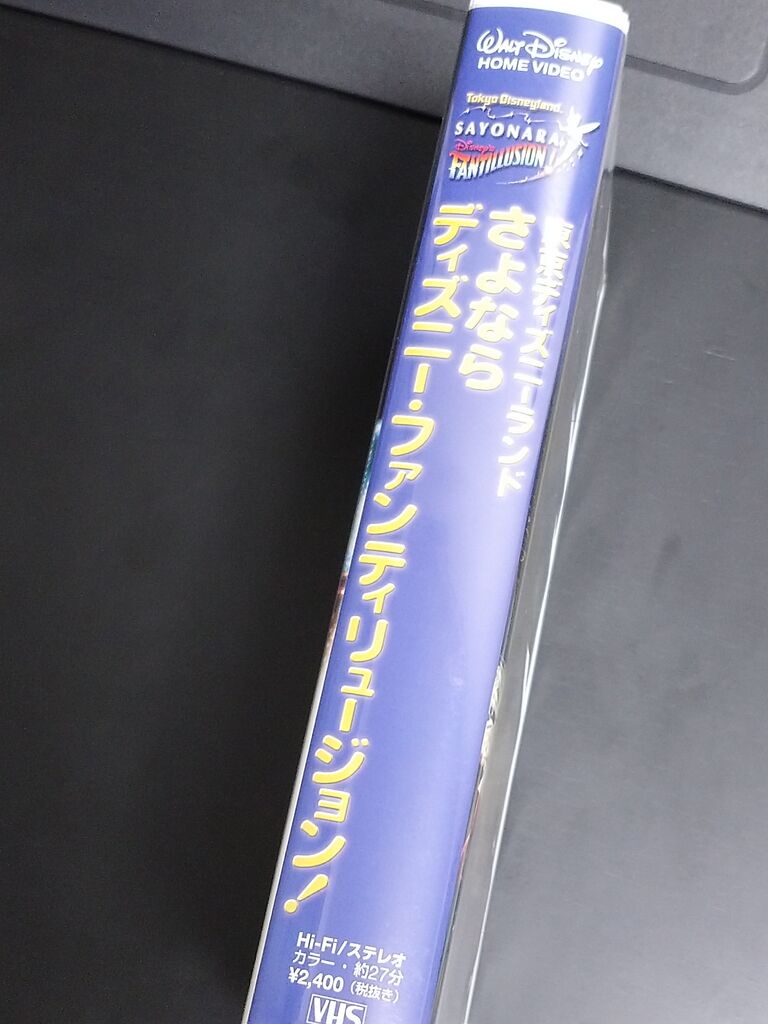 WALT DISNEY
HOME VIDEO
Tokyo Disneyland
SAYONARA
Disney's
FANTILLUSION!
東京ディズニーランド
さよなら
ディズニー・ファンティリュージョン!
Hi-Fi/ステレオ
カラー・約27分
¥2,400(税抜き)
VHS